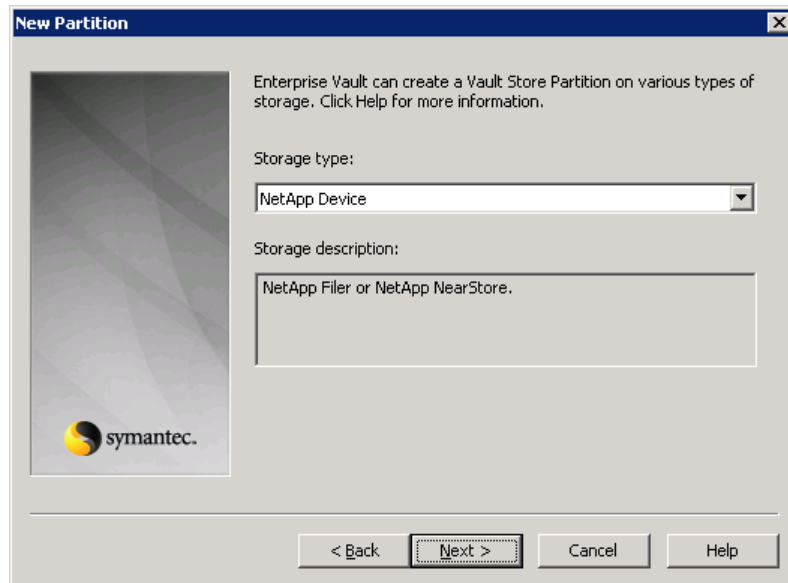 New Partition
Enterprise Vault can create a Vault Store Partition on various types of
storage. Click Help for more information.
Storage type:
NetApp Device
Storage description:
NetApp Filer or NetApp NearStore.
symantec.
< Back
Next >
Cancel
Help